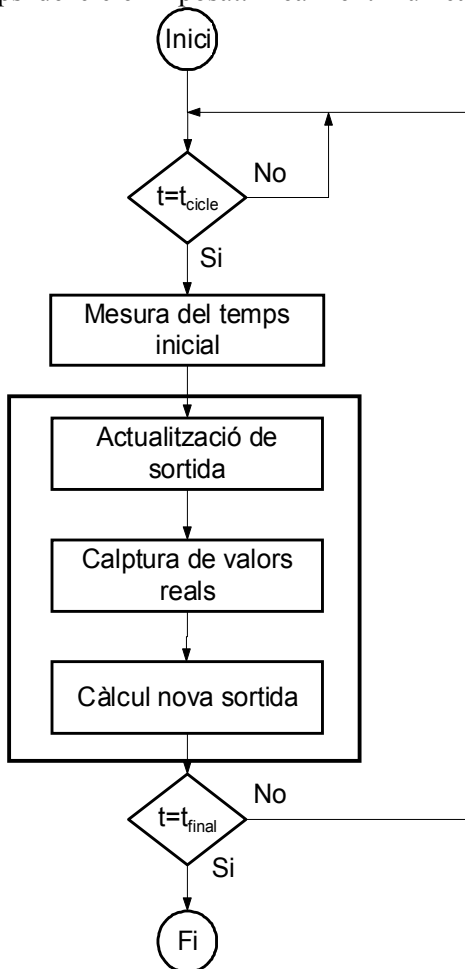 Inici
No
t=tcicle
Si
Mesura del temps
inicial
Actualització de
sortida
Calptura de valors
reals
Càlcul nova sortida
No
t=tfinal
Si
Fi